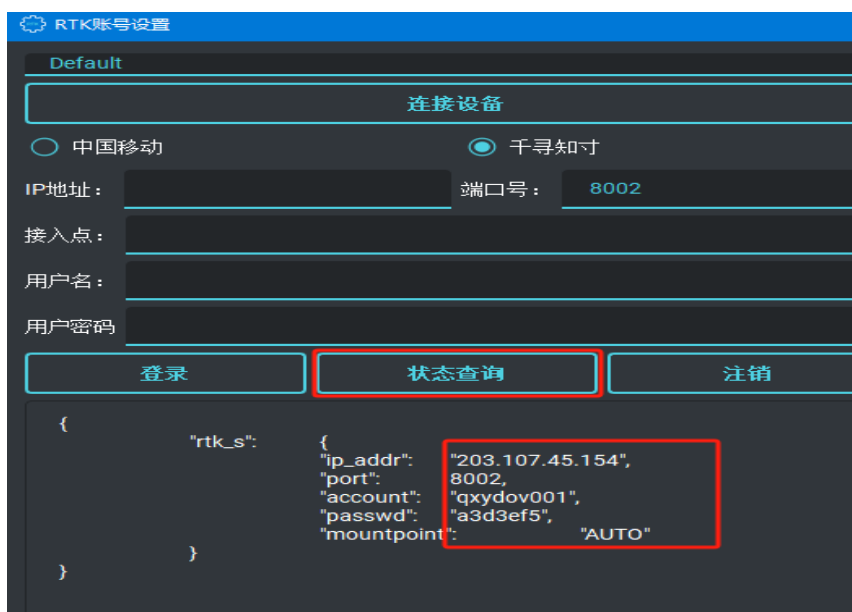 RTK账号设置
Default
连接设备
中国移动 千寻知寸
IP地址： 端口号： 8002
接入点：
用户名：
用户密码
登录 状态查询 注销
{
"rtk_s": {
"ip_addr": "203.107.45.154",
"port": 8002,
"account": "qxydov001",
"passwd": "a3d3ef5",
"mountpoint": "AUTO"
}
}